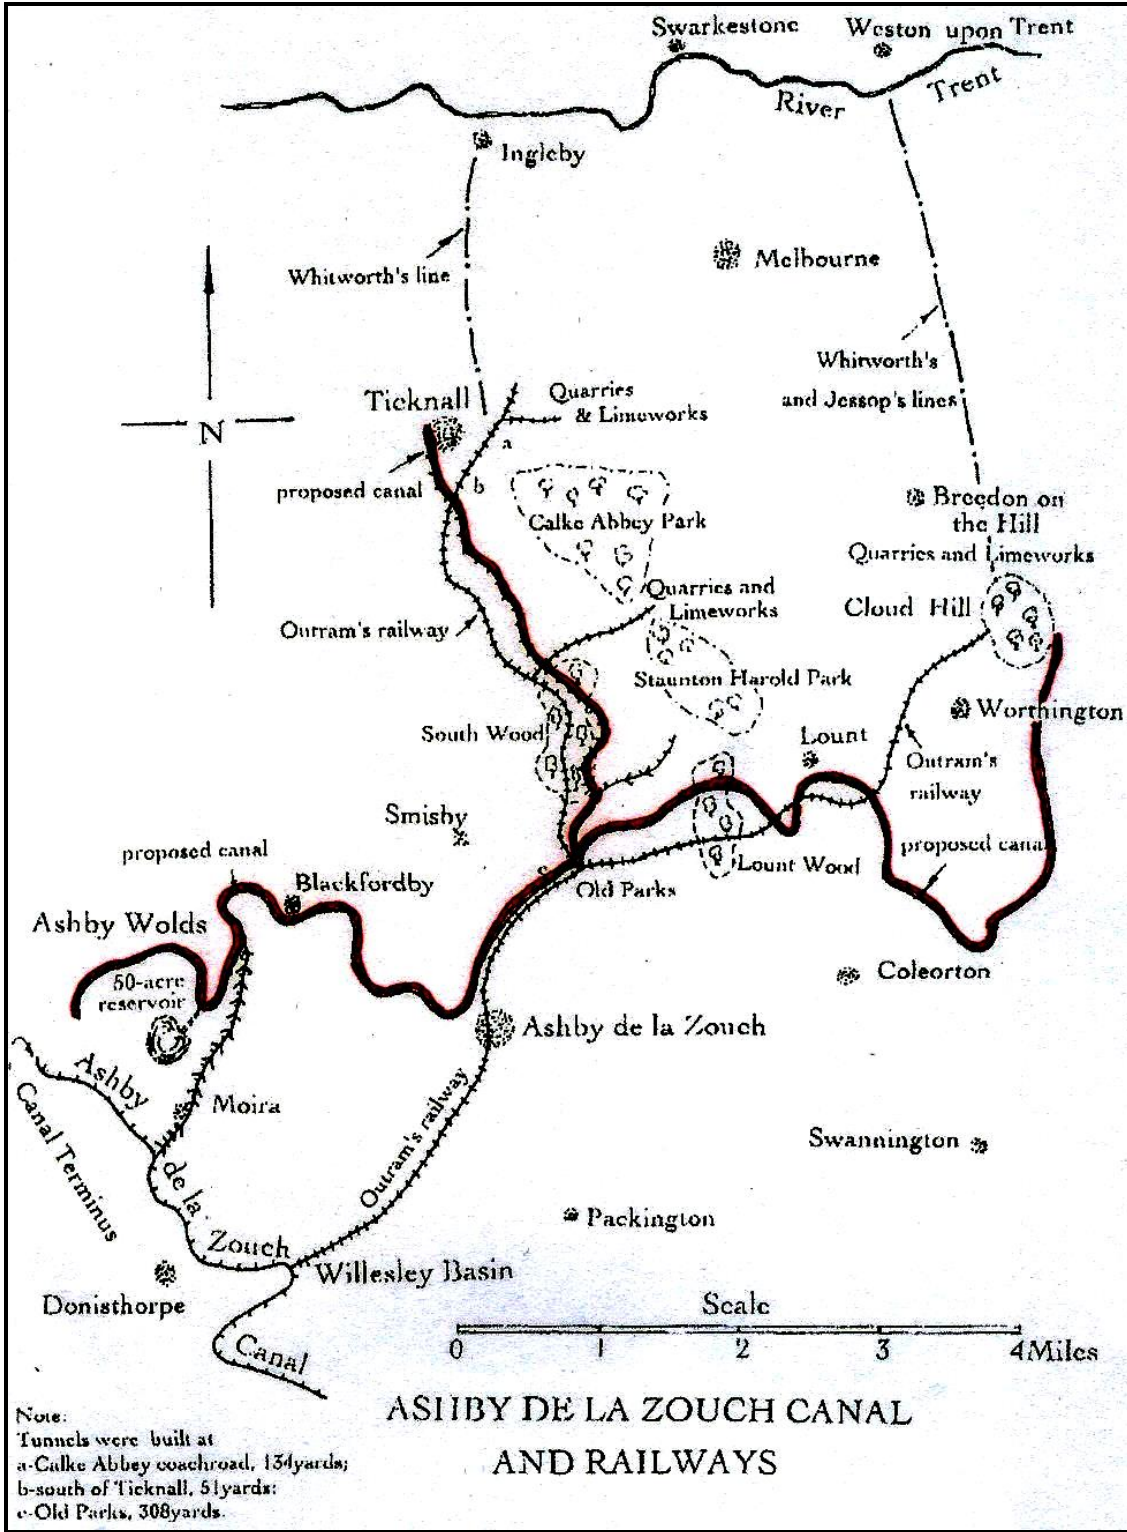 Swarkestone
Weston upon Trent
River Trent
Ingleby
Whitworth's line
Melbourne
Whitworth's
and Jessop's lines
N
Ticknall
Quarries
& Limeworks
a
proposed canal
b
Calke Abbey Park
Breedon on
the Hill
Quarries and Limeworks
Cloud Hill
Quarries and
Limeworks
Outram's railway
Staunton Harold Park
South Wood
Worthington
Lount
Outram's
railway
Smisby
proposed canal
proposed canal
Lount Wood
c
Old Parks
Blackfordby
Ashby Wolds
50-acre
reservoir
Coleorton
Ashby de la Zouch
Moira
Outram's railway
Ashby de la Zouch Canal
Canal Terminus
Swannington
Packington
Willesley Basin
Donisthorpe
Scale
0 1 2 3 4 Miles
ASHBY DE LA ZOUCH CANAL
AND RAILWAYS
Note:
Tunnels were built at
a-Calke Abbey coachroad, 134yards;
b-south of Ticknall, 51yards;
c-Old Parks, 308yards.